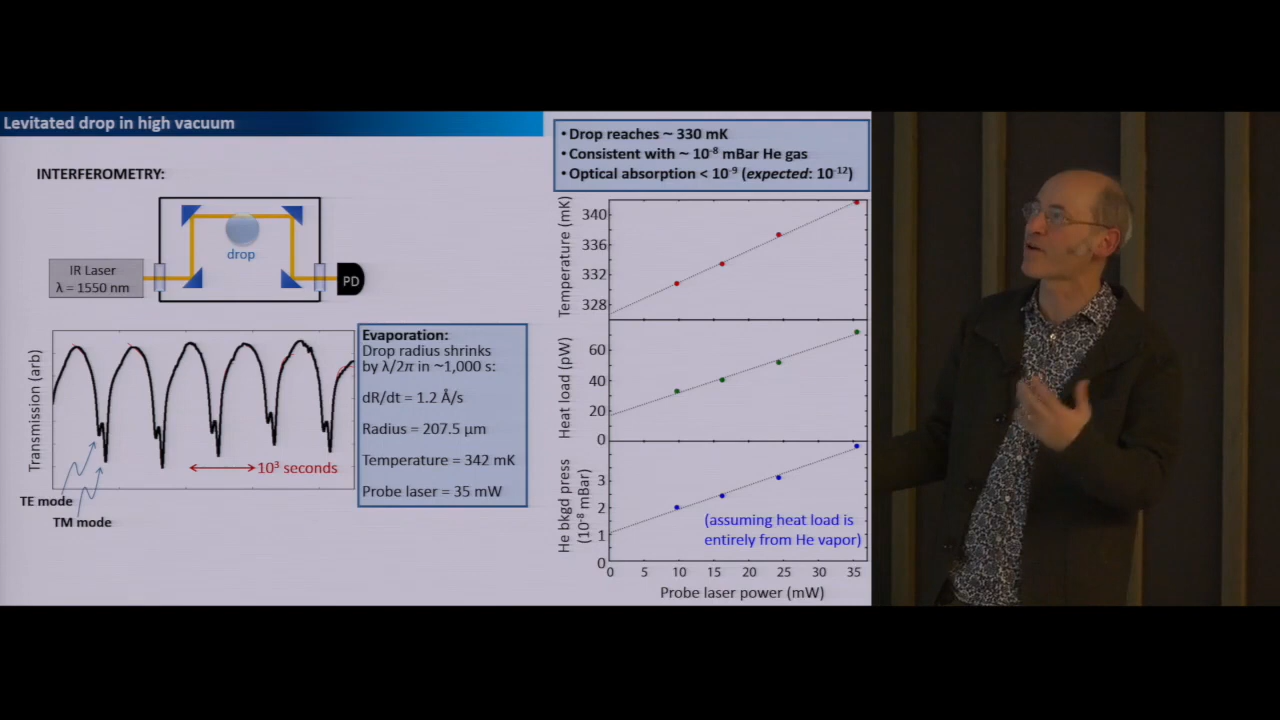 Levitated drop in high vacuum
INTERFEROMETRY:
drop
IR Laser
λ = 1550 nm
PD
Transmission (arb)
10³ seconds
TE mode
TM mode
Evaporation:
Drop radius shrinks
by λ/2π in ~1,000 s:
dR/dt = 1.2 Å/s
Radius = 207.5 μm
Temperature = 342 mK
Probe laser = 35 mW
• Drop reaches ~ 330 mK
• Consistent with ~ 10⁻⁸ mBar He gas
• Optical absorption < 10⁻⁹ (expected: 10⁻¹²)
Temperature (mK)
340
336
332
328
Heat load (pW)
60
40
20
0
He bkgd press
(10⁻⁸ mBar)
3
2
1
0
(assuming heat load is
entirely from He vapor)
0 5 10 15 20 25 30 35
Probe laser power (mW)